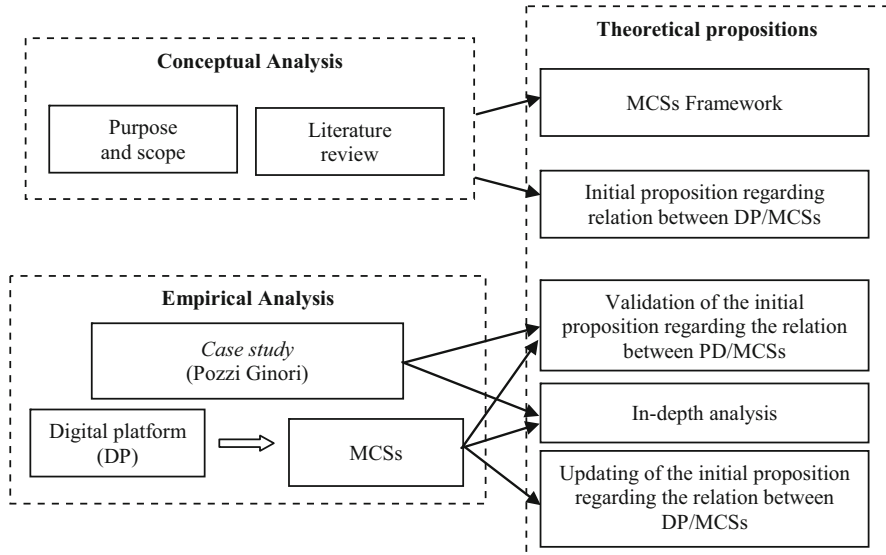 Conceptual Analysis
Purpose
and scope
Literature
review
Theoretical propositions
MCSs Framework
Initial proposition regarding
relation between DP/MCSs
Empirical Analysis
Case study
(Pozzi Ginori)
Digital platform
(DP)
MCSs
Validation of the initial
proposition regarding the relation
between PD/MCSs
In-depth analysis
Updating of the initial proposition
regarding the relation between
DP/MCSs